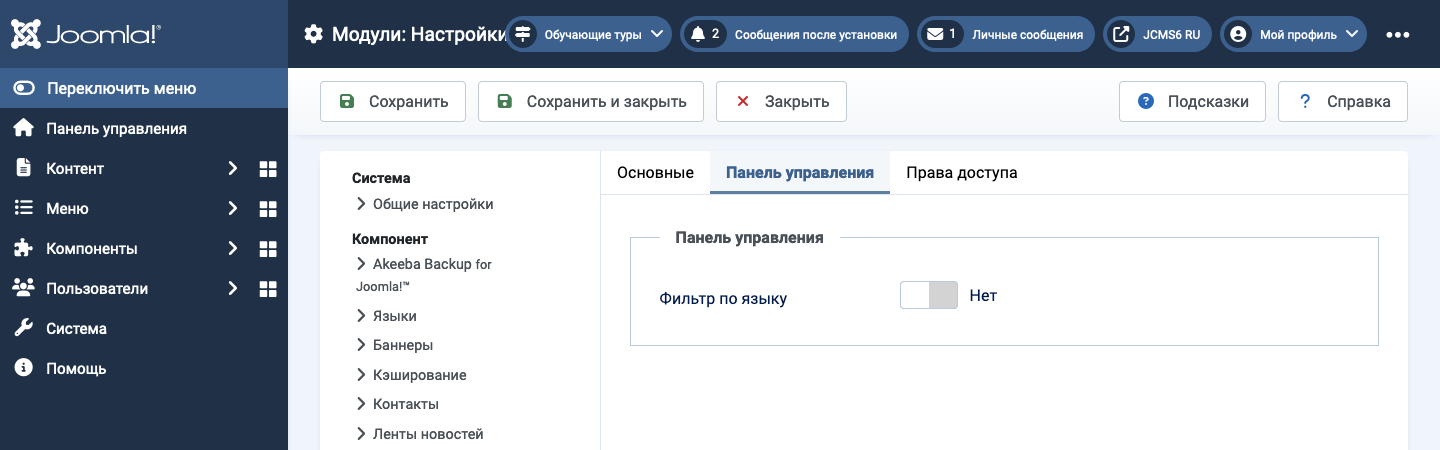 Joomla!®
Модули: Настройки
Обучающие туры
2 Сообщения после установки
1 Личные сообщения
JCMS6 RU
Мой профиль
Переключить меню
Панель управления
Контент
Меню
Компоненты
Пользователи
Система
Помощь
Сохранить
Сохранить и закрыть
Закрыть
Подсказки
Справка
Система
Общие настройки
Компонент
Akeeba Backup for
Joomla!™
Языки
Баннеры
Кэширование
Контакты
Ленты новостей
Основные
Панель управления
Права доступа
Панель управления
Фильтр по языку
Нет